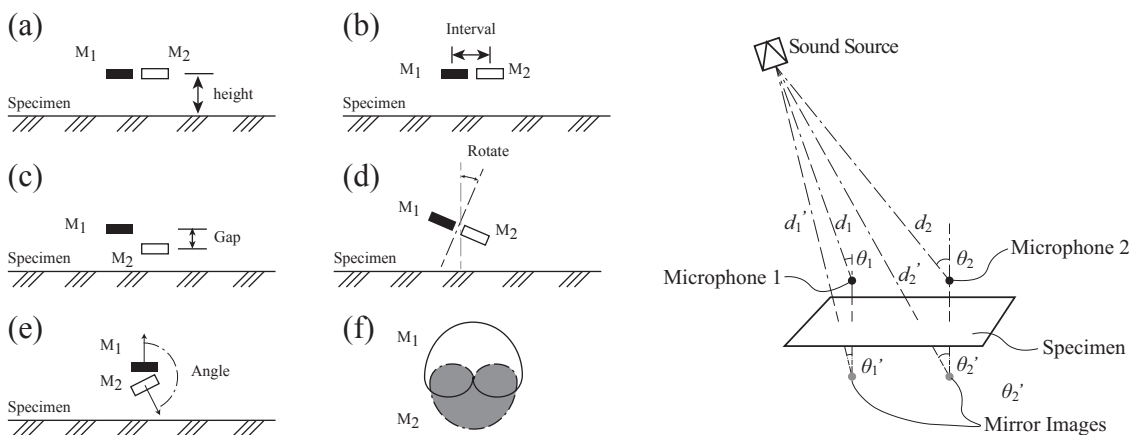 (a)
M1
M2
height
Specimen
(b)
Interval
M1
M2
Specimen
(c)
M1
M2
Gap
Specimen
(d)
Rotate
M1
M2
Specimen
(e)
M1
M2
Angle
Specimen
(f)
M1
M2
Sound Source
d1' d1 d2
θ1 θ2
Microphone 2
Microphone 1
d2'
Specimen
θ1' θ2'
θ2'
Mirror Images